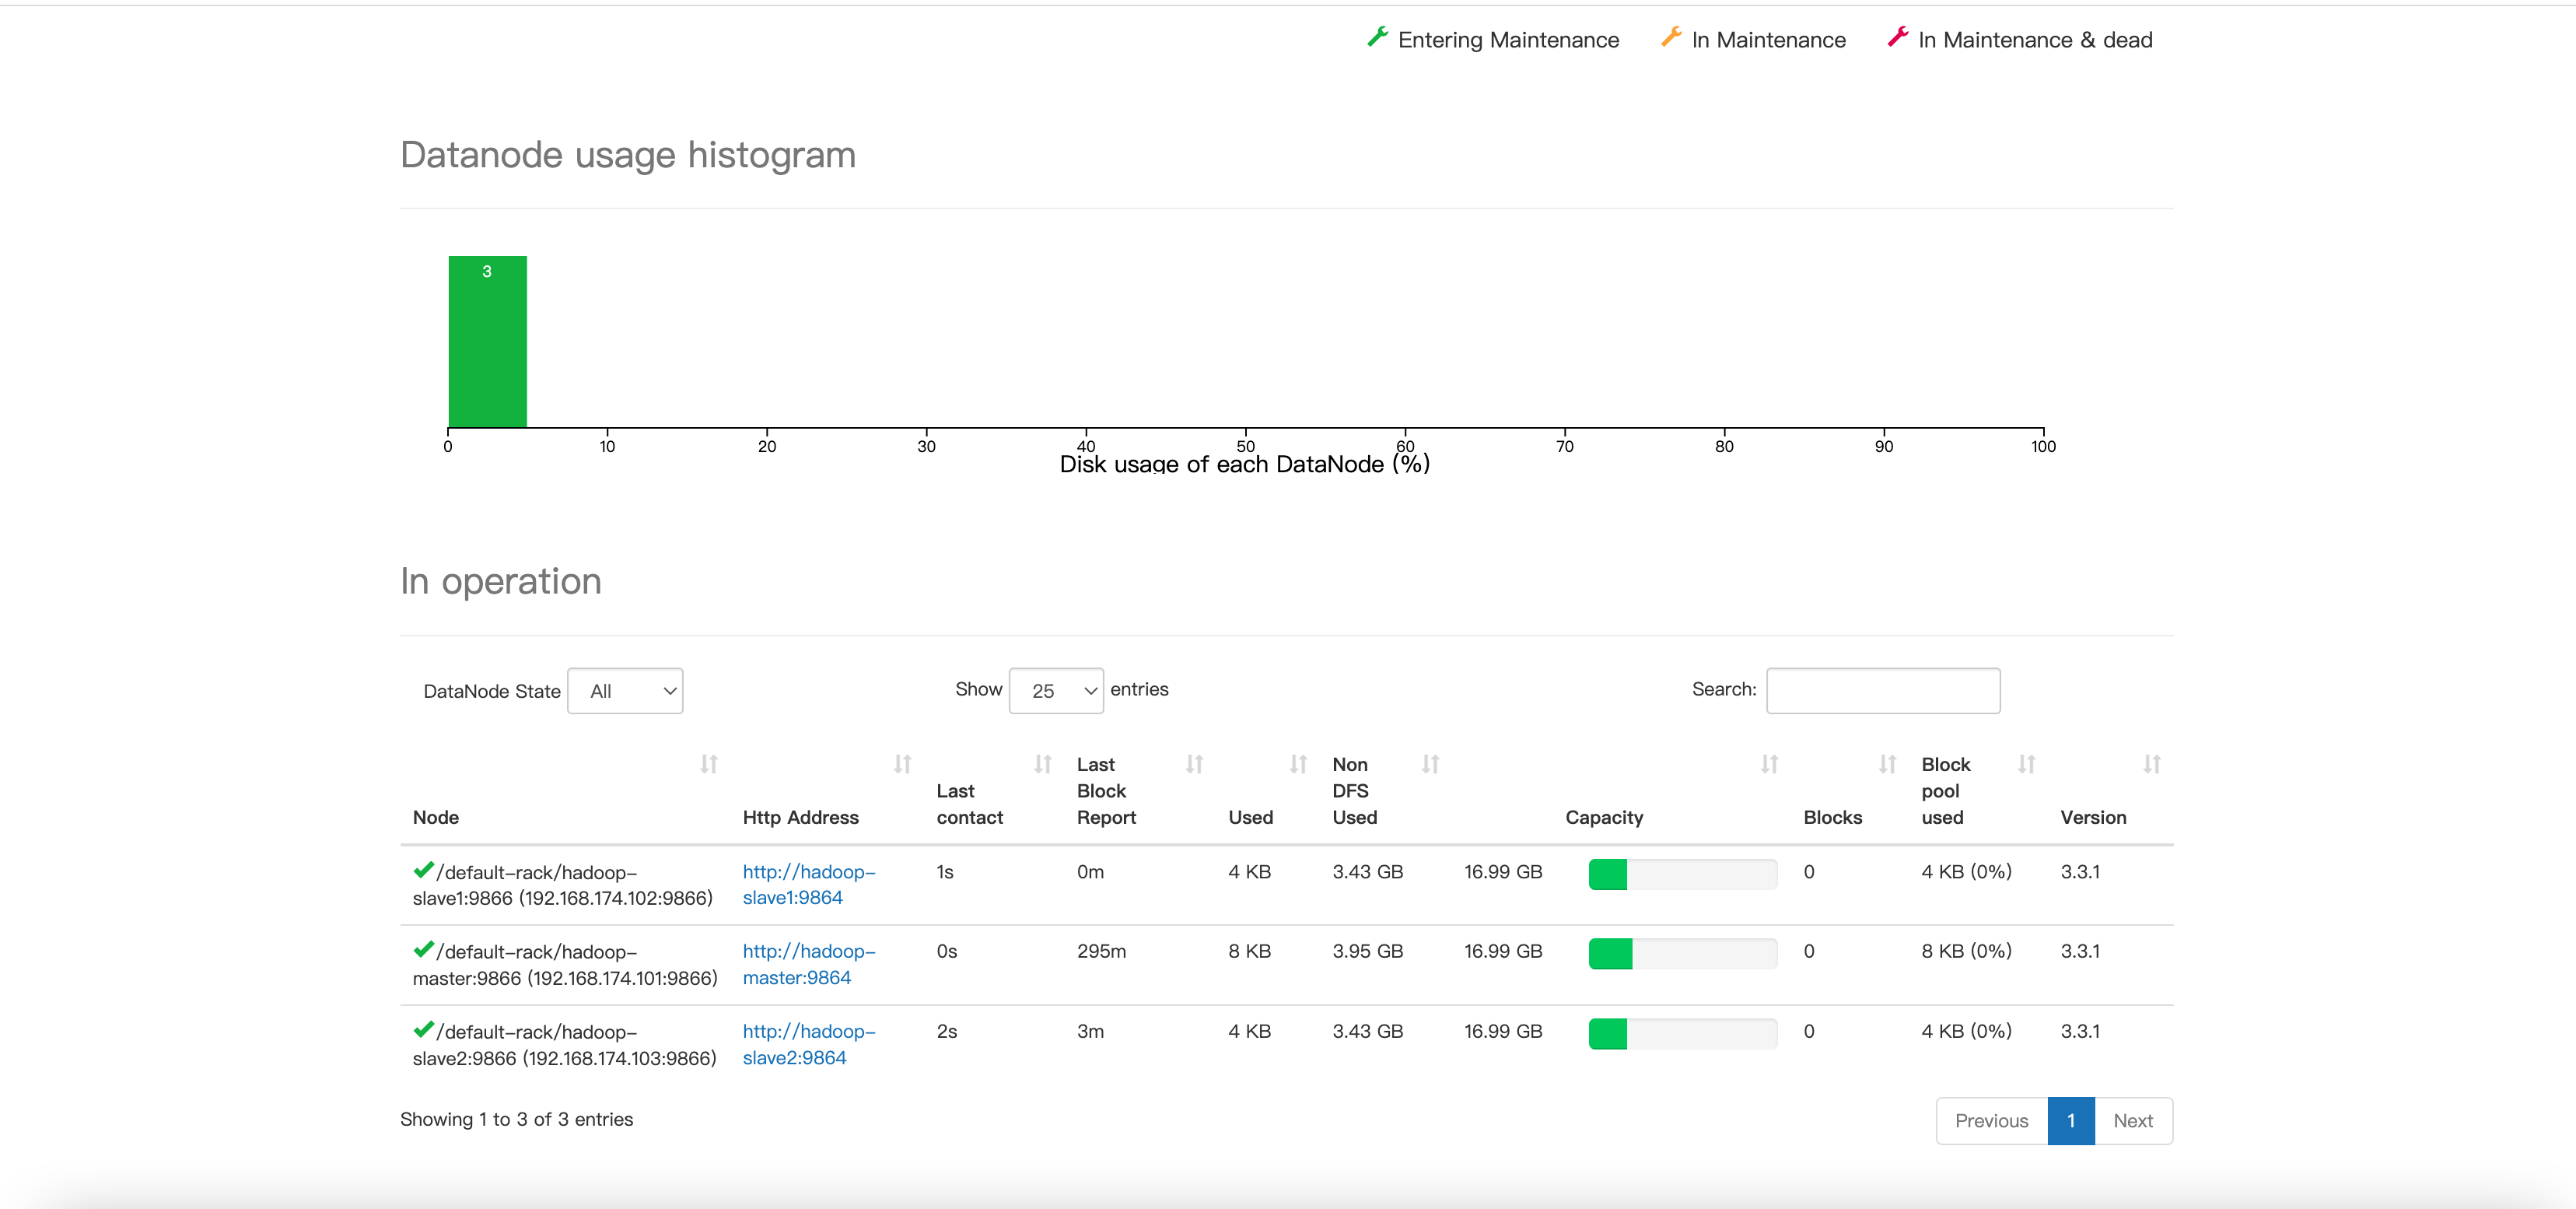 Entering Maintenance In Maintenance In Maintenance & dead
Datanode usage histogram
3
0 10 20 30 40 50 60 70 80 90 100
Disk usage of each DataNode (%)
In operation
DataNode State All Show 25 entries Search:
Node Http Address Last contact Last Block Report Used Non DFS Used Capacity Blocks Block pool used Version
/default-rack/hadoop- http://hadoop- 1s 0m 4 KB 3.43 GB 16.99 GB 0 4 KB (0%) 3.3.1
slave1:9866 (192.168.174.102:9866) slave1:9864
/default-rack/hadoop- http://hadoop- 0s 295m 8 KB 3.95 GB 16.99 GB 0 8 KB (0%) 3.3.1
master:9866 (192.168.174.101:9866) master:9864
/default-rack/hadoop- http://hadoop- 2s 3m 4 KB 3.43 GB 16.99 GB 0 4 KB (0%) 3.3.1
slave2:9866 (192.168.174.103:9866) slave2:9864
Showing 1 to 3 of 3 entries Previous 1 Next